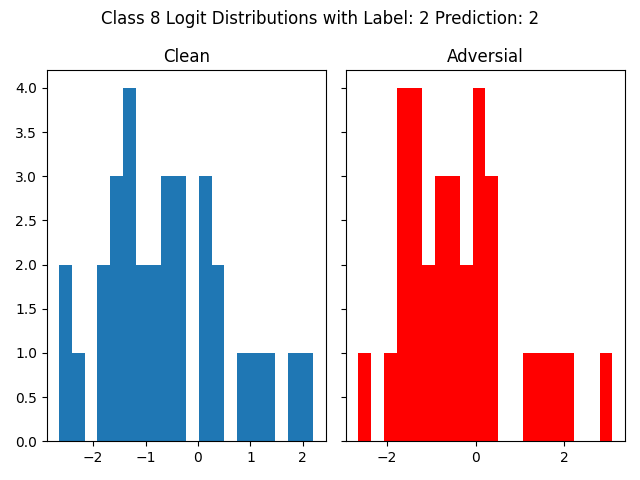 Class 8 Logit Distributions with Label: 2 Prediction: 2
Clean
Adversial
4.0
3.5
3.0
2.5
2.0
1.5
1.0
0.5
0.0
−2 −1 0 1 2
−2 0 2